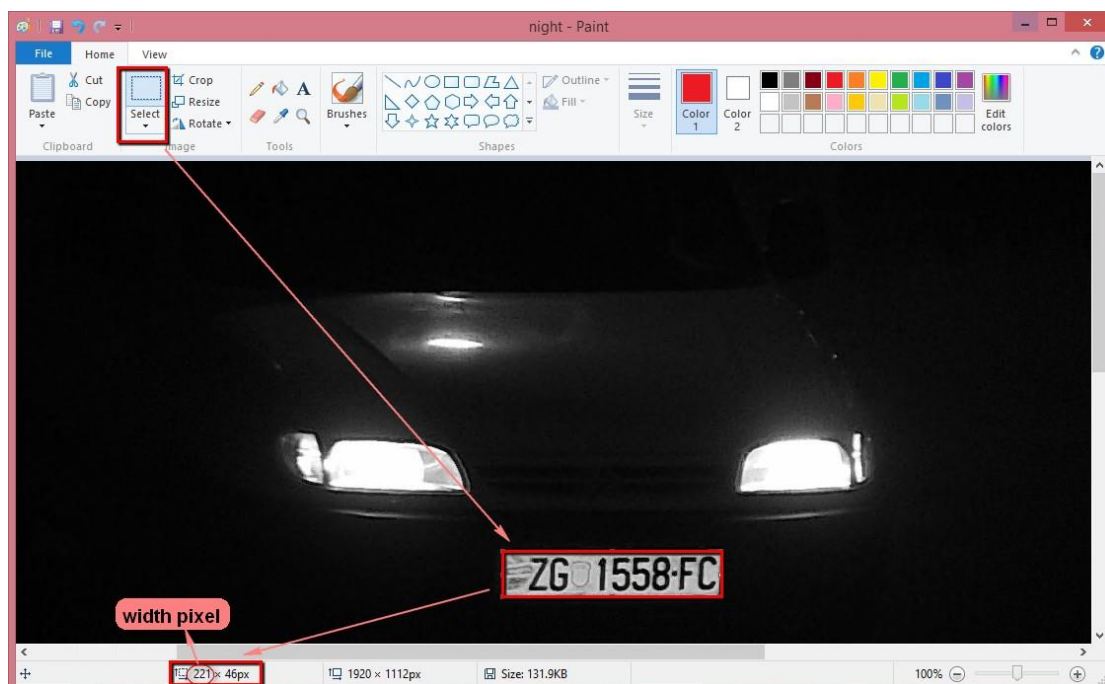 night - Paint
File Home View
Paste
Cut
Copy
Clipboard
Select
Crop
Resize
Rotate
Image
A
Tools
Brushes
Outline
Fill
Shapes
Size
Color 1
Color 2
Edit colors
Colors
ZG 1558-FC
width pixel
221 × 46px
1920 × 1112px
Size: 131.9KB
100%